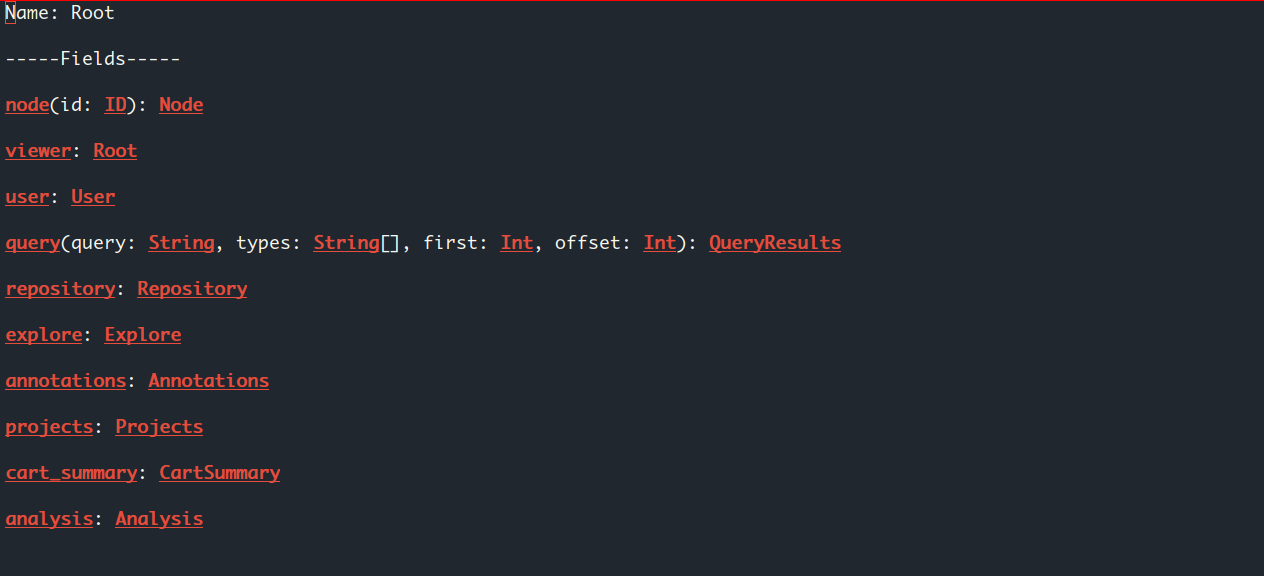 Name: Root
-----Fields-----
node(id: ID): Node
viewer: Root
user: User
query(query: String, types: String[], first: Int, offset: Int): QueryResults
repository: Repository
explore: Explore
annotations: Annotations
projects: Projects
cart_summary: CartSummary
analysis: Analysis